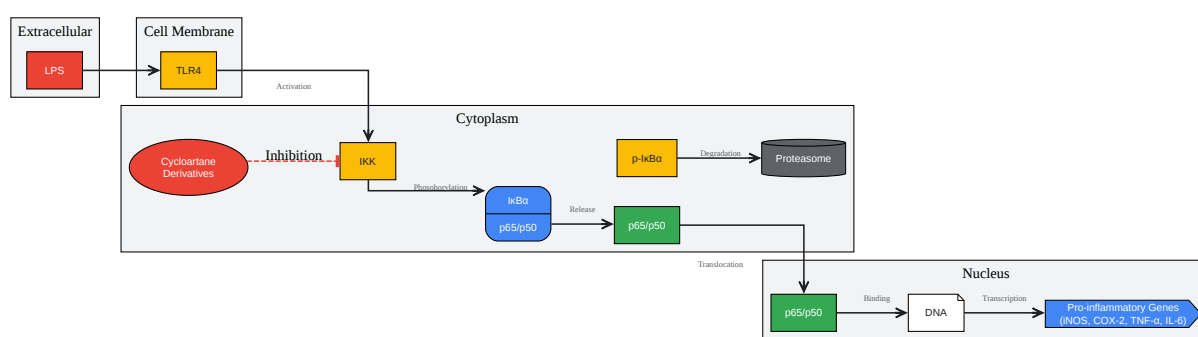 Extracellular
Cell Membrane
LPS
TLR4
Activation
Cytoplasm
Cycloartane
Derivatives
Inhibition
IKK
p-IκBα
Degradation
Proteasome
Phosphorylation
IκBα
p65/p50
Release
p65/p50
Translocation
Nucleus
p65/p50
Binding
DNA
Transcription
Pro-inflammatory Genes
(iNOS, COX-2, TNF-α, IL-6)